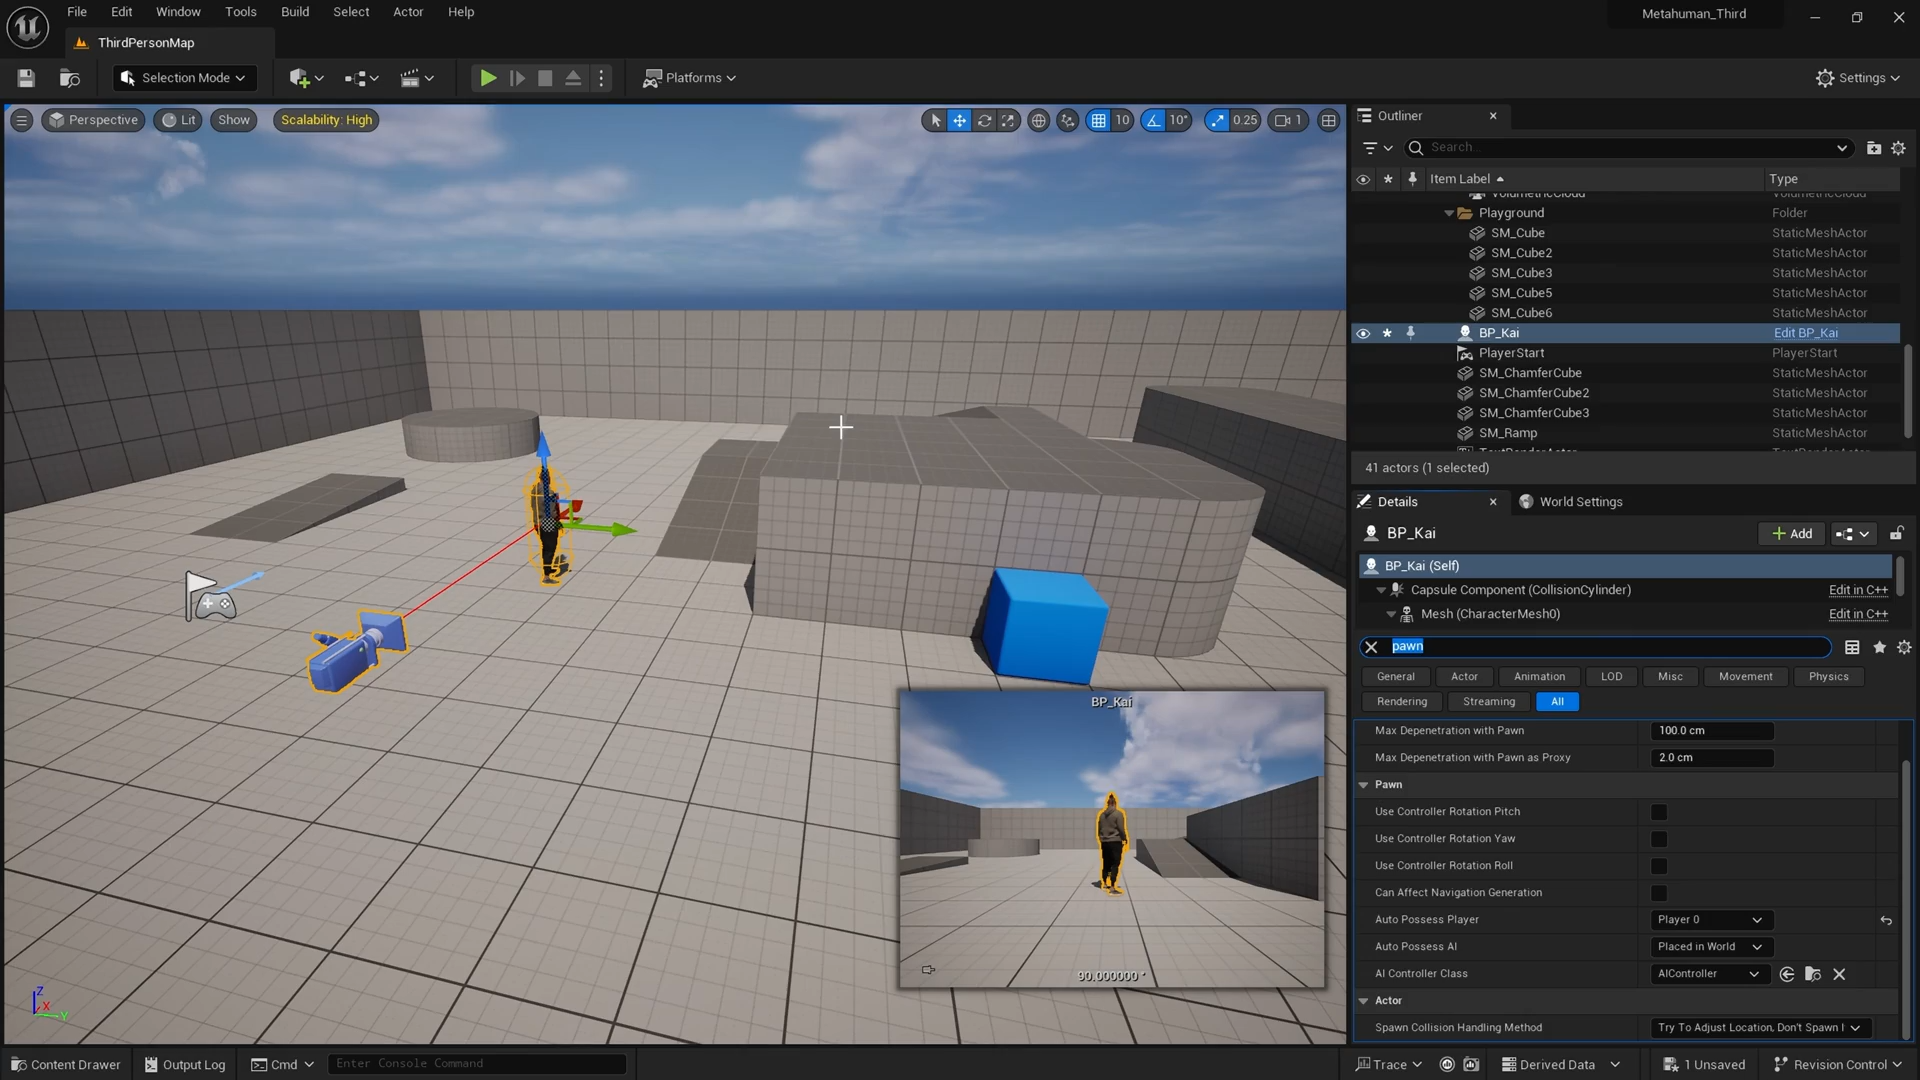 File Edit Window Tools Build Select Actor Help
Metahuman_Third
ThirdPersonMap
Selection Mode
Platforms
Settings
Perspective Lit Show Scalability: High
10 10° 0.25 1
Outliner
Search...
Item Label Type
VolumetricCloud VolumetricCloud
Playground Folder
SM_Cube StaticMeshActor
SM_Cube2 StaticMeshActor
SM_Cube3 StaticMeshActor
SM_Cube5 StaticMeshActor
SM_Cube6 StaticMeshActor
BP_Kai Edit BP_Kai
PlayerStart PlayerStart
SM_ChamferCube StaticMeshActor
SM_ChamferCube2 StaticMeshActor
SM_ChamferCube3 StaticMeshActor
SM_Ramp StaticMeshActor
41 actors (1 selected)
Details World Settings
BP_Kai Add
BP_Kai (Self)
Capsule Component (CollisionCylinder) Edit in C++
Mesh (CharacterMesh0) Edit in C++
pawn
General Actor Animation LOD Misc Movement Physics
Rendering Streaming All
Max Depenetration with Pawn 100.0 cm
Max Depenetration with Pawn as Proxy 2.0 cm
Pawn
Use Controller Rotation Pitch
Use Controller Rotation Yaw
Use Controller Rotation Roll
Can Affect Navigation Generation
Auto Possess Player Player 0
Auto Possess AI Placed in World
AI Controller Class AIController
Actor
Spawn Collision Handling Method Try To Adjust Location, Don't Spawn
BP_Kai
90.000000 °
Z
X
Y
Content Drawer Output Log Cmd Enter Console Command
Trace Derived Data 1 Unsaved Revision Control